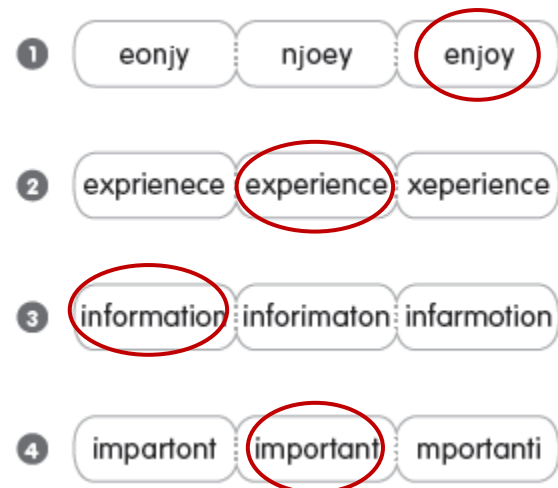 1 eonjy njoey enjoy
2 exprienece experience xeperience
3 information inforimaton infarmotion
4 impartont important mportanti